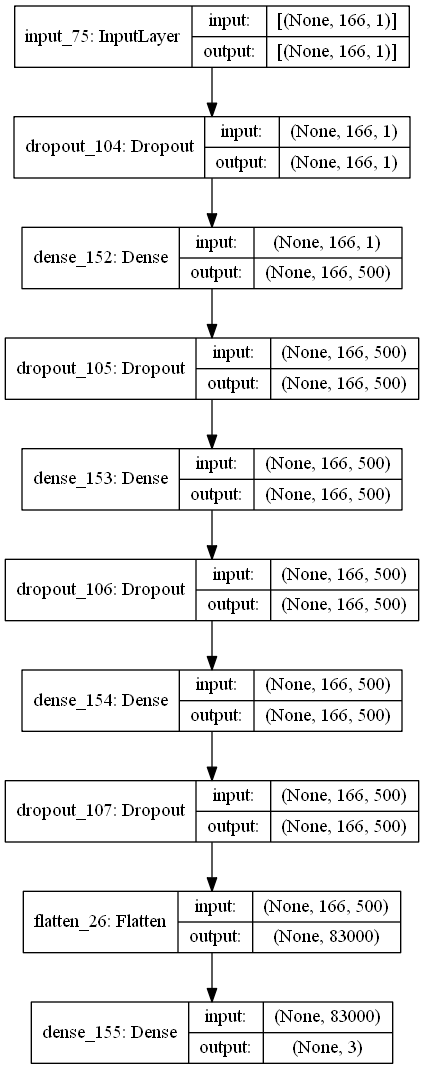 input_75: InputLayer
input:
[(None, 166, 1)]
output:
[(None, 166, 1)]
dropout_104: Dropout
input:
(None, 166, 1)
output:
(None, 166, 1)
dense_152: Dense
input:
(None, 166, 1)
output:
(None, 166, 500)
dropout_105: Dropout
input:
(None, 166, 500)
output:
(None, 166, 500)
dense_153: Dense
input:
(None, 166, 500)
output:
(None, 166, 500)
dropout_106: Dropout
input:
(None, 166, 500)
output:
(None, 166, 500)
dense_154: Dense
input:
(None, 166, 500)
output:
(None, 166, 500)
dropout_107: Dropout
input:
(None, 166, 500)
output:
(None, 166, 500)
flatten_26: Flatten
input:
(None, 166, 500)
output:
(None, 83000)
dense_155: Dense
input:
(None, 83000)
output:
(None, 3)